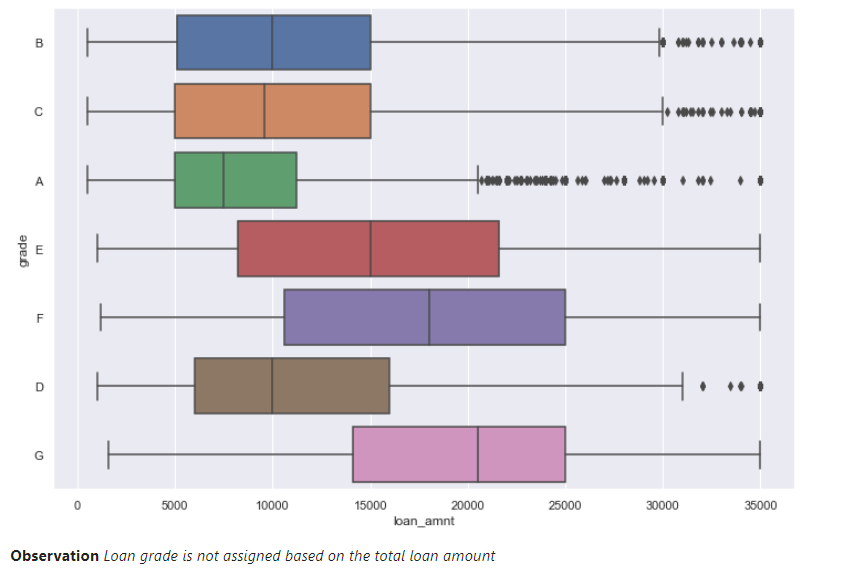 B
C
A
grade
E
F
D
G
0 5000 10000 15000 20000 25000 30000 35000
loan_amnt
Observation Loan grade is not assigned based on the total loan amount